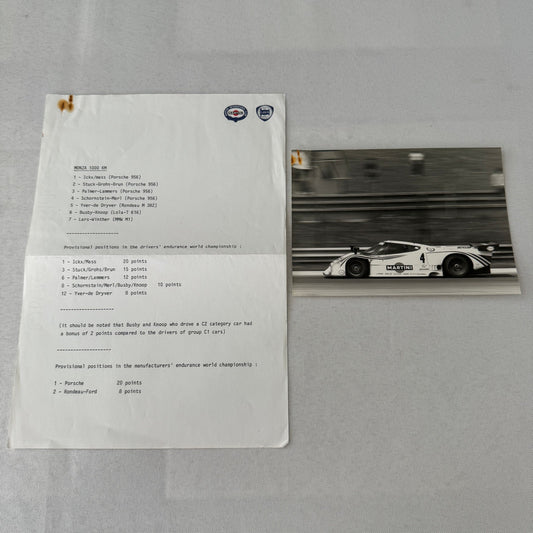 MONZA 1000 KM
1 - Ickx/mass (Porsche 956)
2 - Stuck-Grohs-Brun (Porsche 956)
3 - Palmer-Lammers (Porsche 956)
4 - Schornstein-Merl (Porsche 956)
5 - Yver-de Dryver (Rondeau M 382)
6 - Busby-Knoop (Lola-T 616)
7 - Lars-Winther (BMW M1)
Provisional positions in the drivers' endurance world championship :
1 - Ickx/Mass 20 points
3 - Stuck/Grohs/Brun 15 points
6 - Palmer/Lammers 12 points
8 - Schornstein/Merl/Busby/Knoop 10 points
12 - Yver-de Dryver 8 points
(it should be noted that Busby and Knoop who drove a C2 category car had
a bonus of 2 points compared to the drivers of group C1 cars)
Provisional positions in the manufacturers' endurance world championship :
1 - Porsche 20 points
2 - Rondeau-Ford 8 points
4
MARTINI